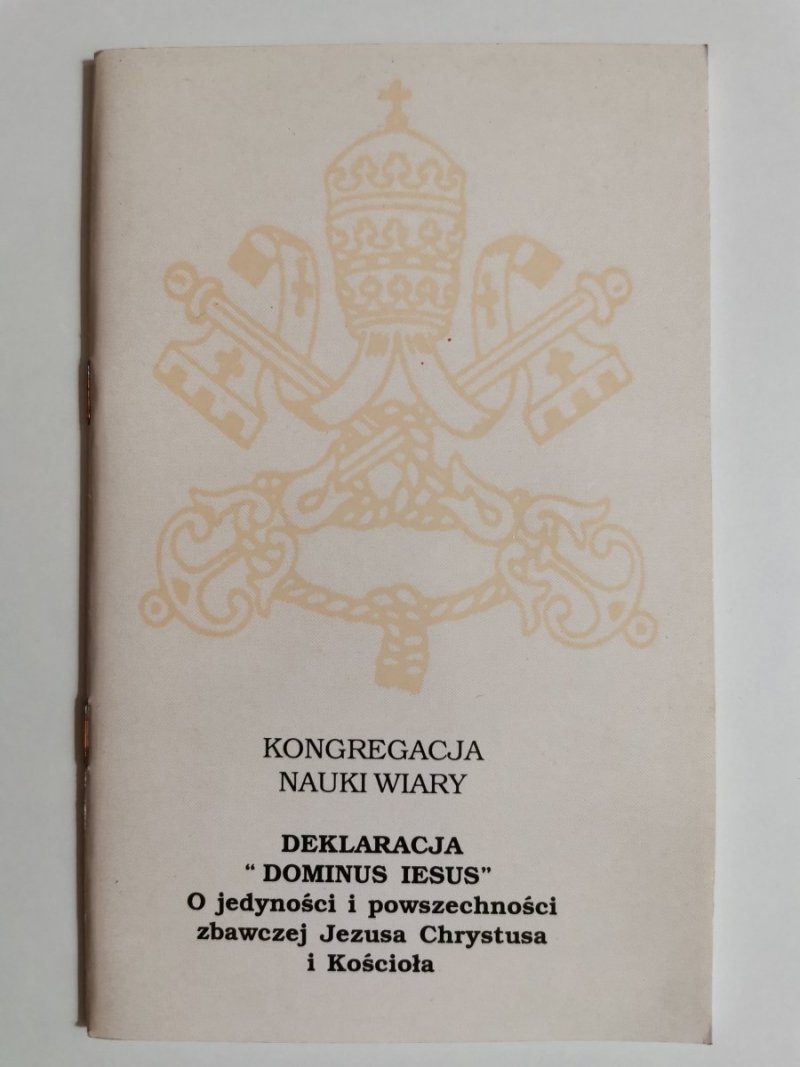 KONGREGACJA
NAUKI WIARY
DEKLARACJA
“ DOMINUS IESUS”
O jedyności i powszechności
zbawczej Jezusa Chrystusa
i Kościoła